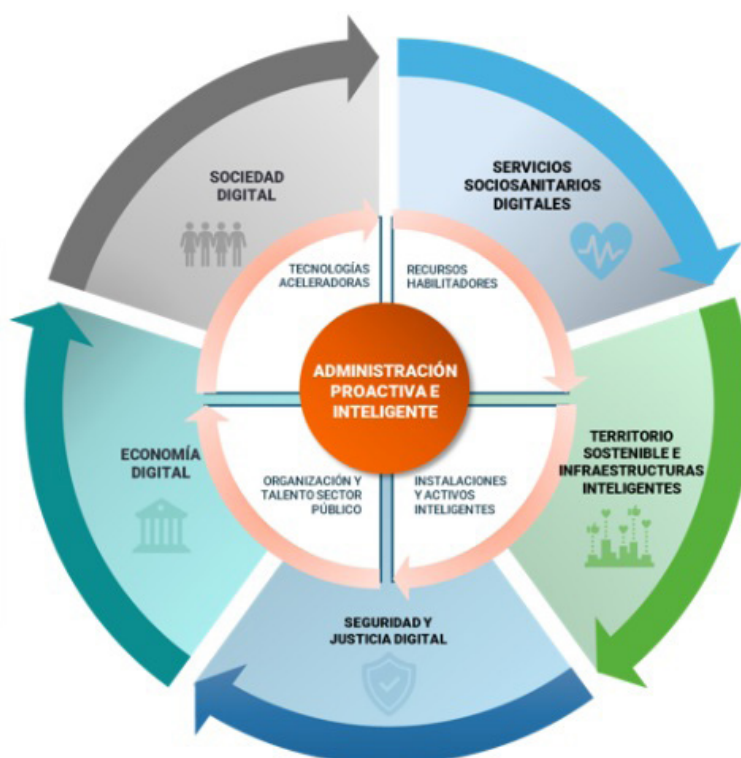 SOCIEDAD
DIGITAL
SERVICIOS
SOCIOSANITARIOS
DIGITALES
TECNOLOGÍAS
ACELERADORAS
RECURSOS
HABILITADORES
ADMINISTRACIÓN
PROACTIVA E
INTELIGENTE
ECONOMÍA
DIGITAL
TERRITORIO
SOSTENIBLE E
INFRAESTRUCTURAS
INTELIGENTES
ORGANIZACIÓN Y
TALENTO SECTOR
PÚBLICO
INSTALACIONES
Y ACTIVOS
INTELIGENTES
SEGURIDAD Y
JUSTICIA DIGITAL